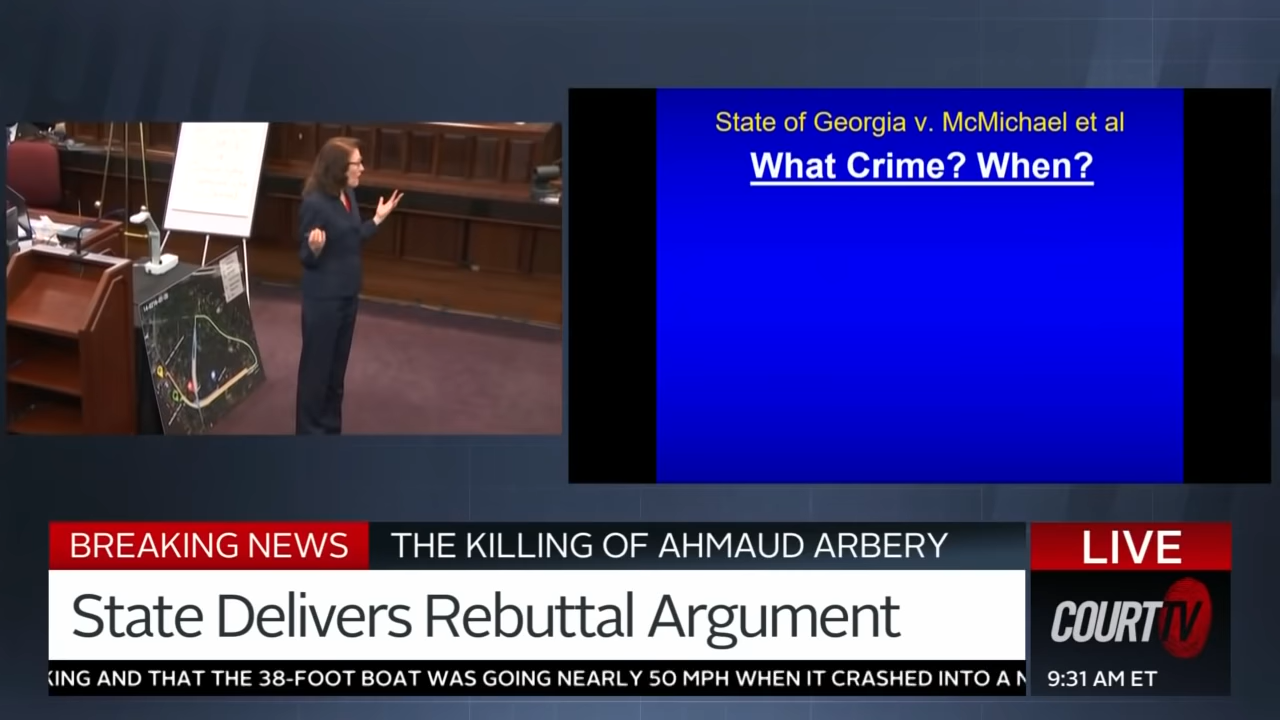 State of Georgia v. McMichael et al
What Crime? When?
BREAKING NEWS
THE KILLING OF AHMAUD ARBERY
LIVE
State Delivers Rebuttal Argument
COURT TV
KING AND THAT THE 38-FOOT BOAT WAS GOING NEARLY 50 MPH WHEN IT CRASHED INTO A
9:31 AM ET